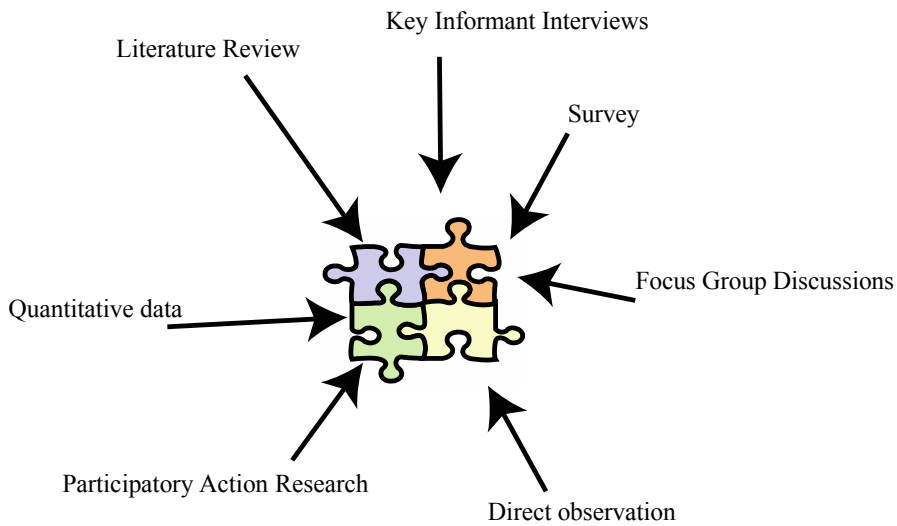 Key Informant Interviews
Literature Review
Survey
Focus Group Discussions
Quantitative data
Participatory Action Research
Direct observation